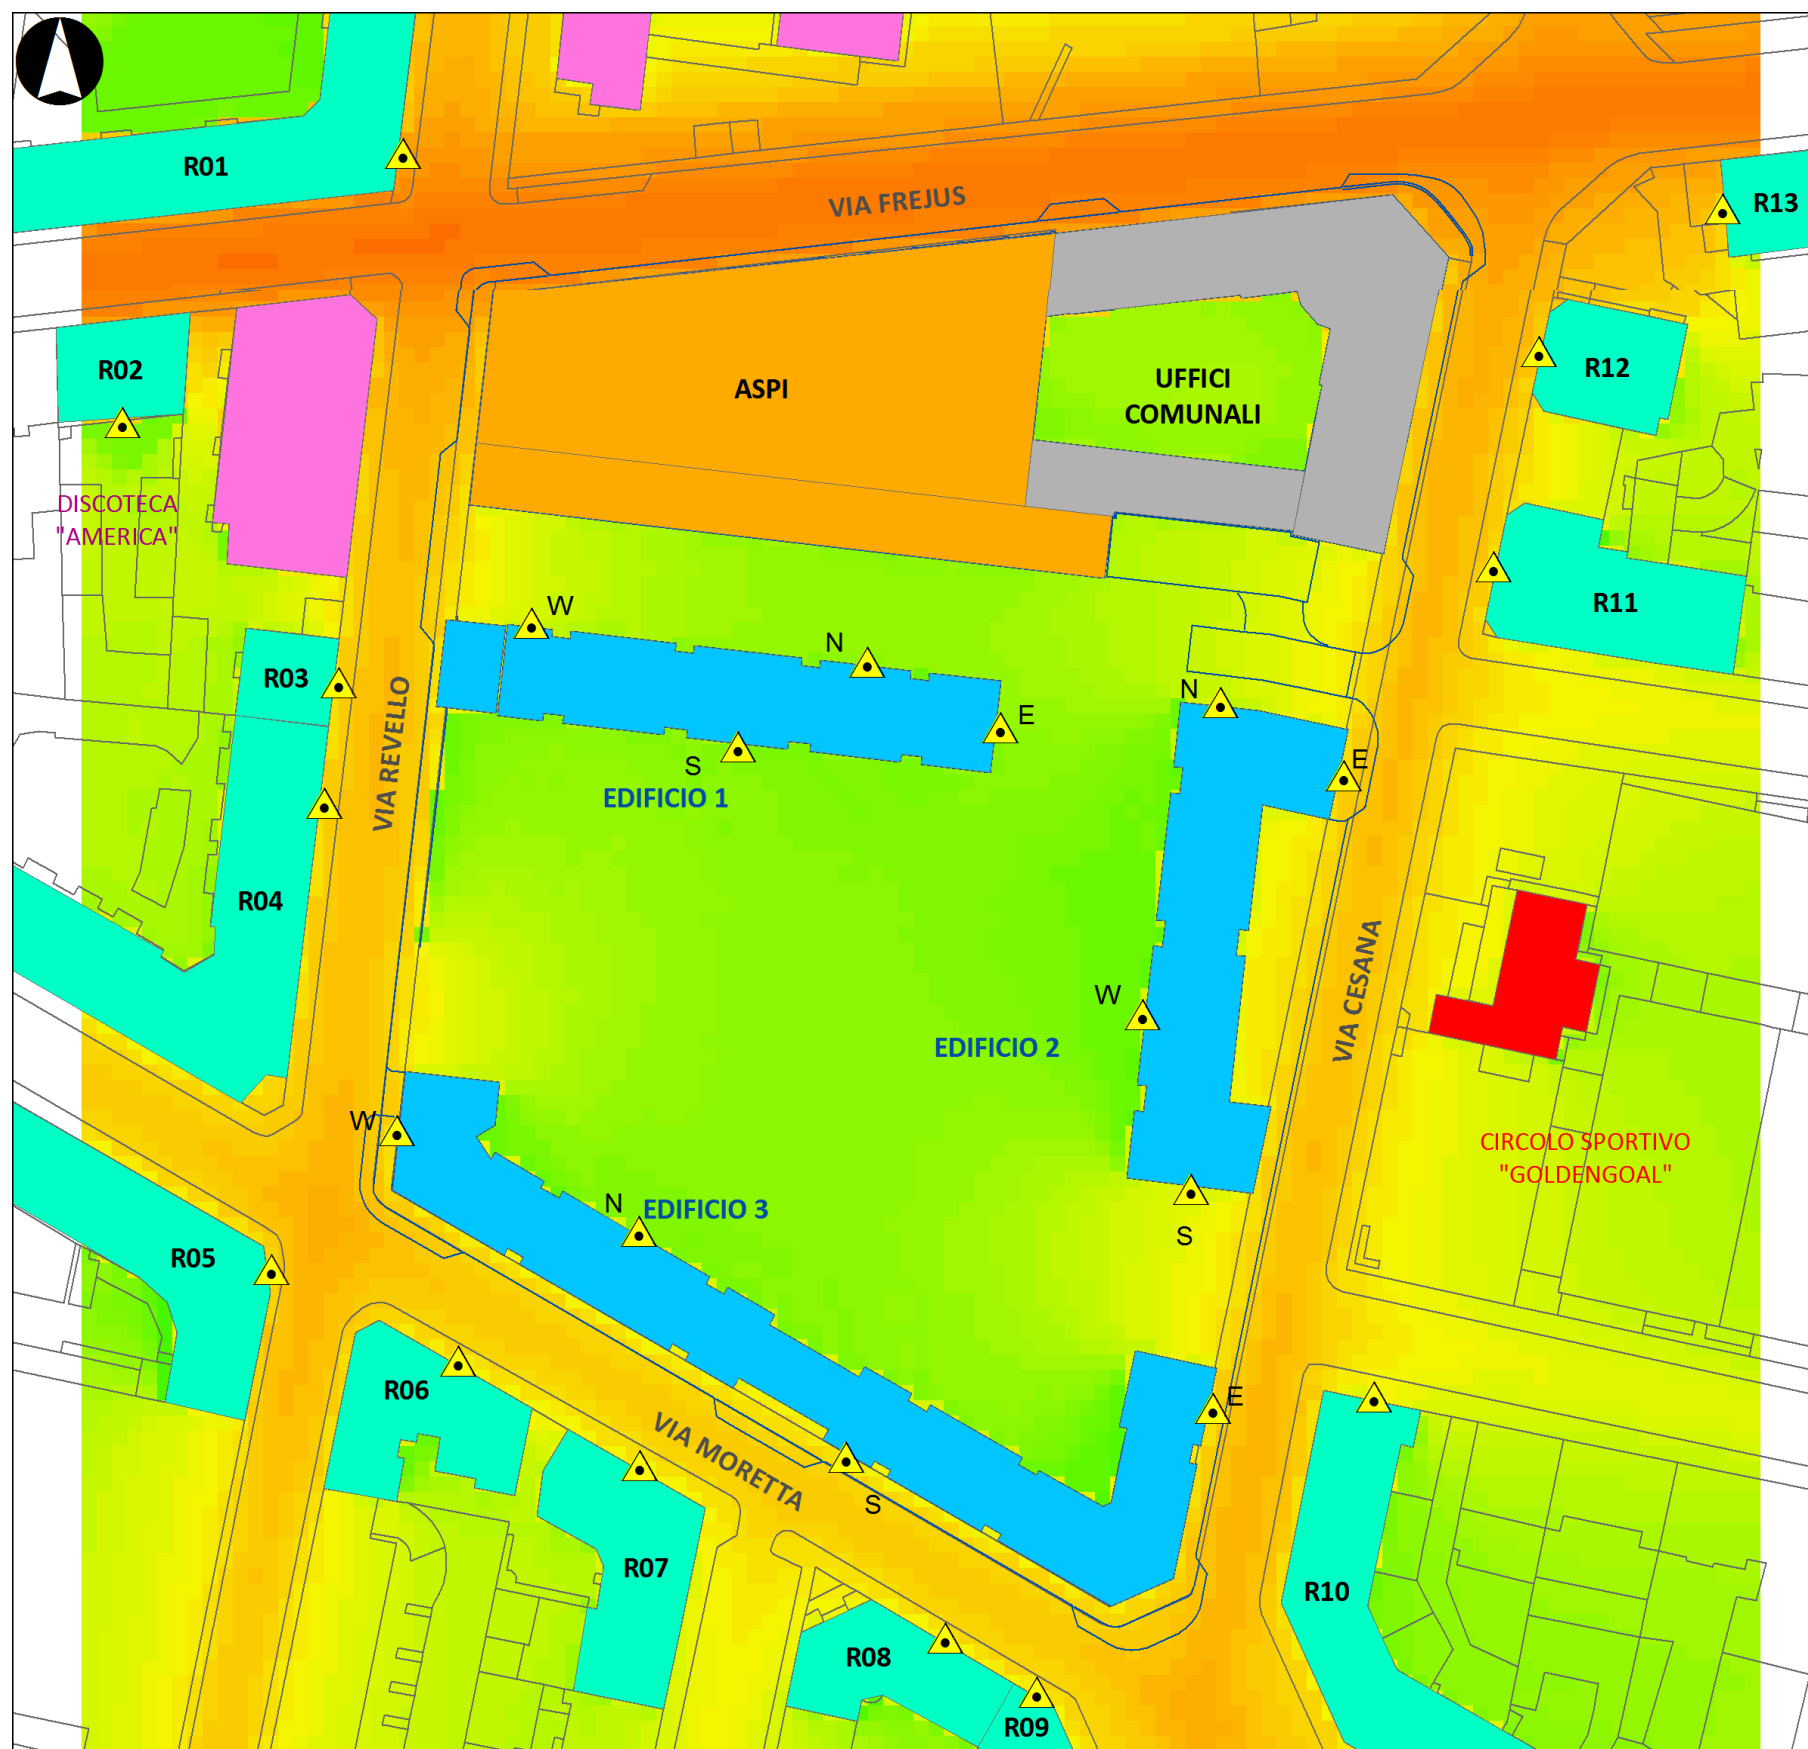 R01
VIA FREJUS
R13
R02
ASPI
UFFICI
COMUNALI
R12
DISCOTECA
"AMERICA"
R11
W
N
R03
N
E
VIA REVELLO
S
E
EDIFICIO 1
R04
VIA CESANA
W
EDIFICIO 2
W
CIRCOLO SPORTIVO
"GOLDENGOAL"
N
EDIFICIO 3
S
R05
R06
E
VIA MORETTA
S
R07
R10
R08
R09